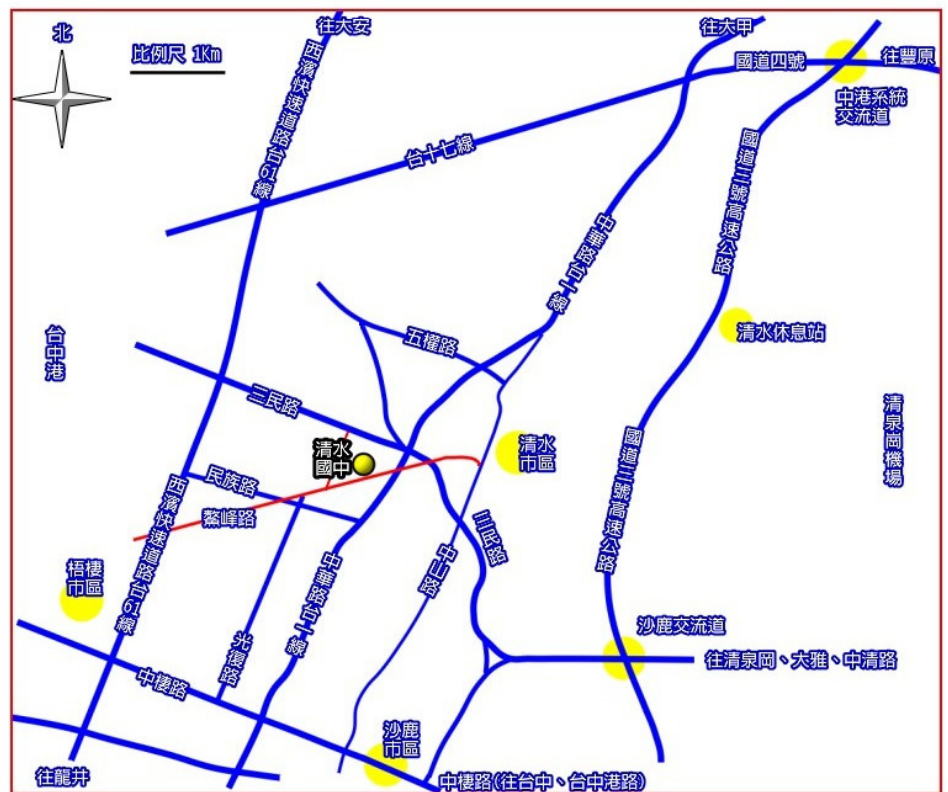 北
比例尺 1Km
往大安
往大甲
國道四號
往豐原
中港系統
交流道
西濱快速道路台61線
台十七線
國道三號高速公路
中華路台十線
台中港
五權路
清水休息站
三民路
清水
國中
清水
市區
清泉崗機場
民族路
鰲峰路
西濱快速道路台61線
三民路
國道三號高速公路
中山路
中華路台一線
梧棲
市區
光復路
沙鹿交流道
往清泉岡、大雅、中清路
中棲路
沙鹿
市區
往龍井
中棲路(往台中、台中港路)